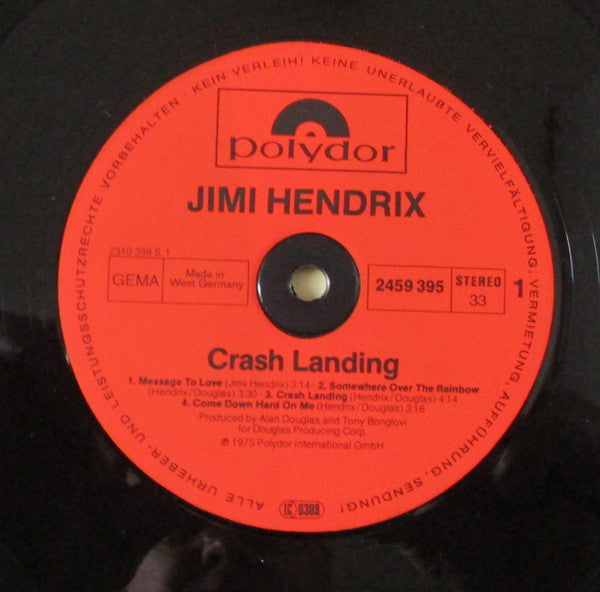 ALLE URHEBER- UND LEISTUNGSSCHUTZRECHTE VORBEHALTEN · KEIN VERLEIH! KEINE UNERLAUBTE VERVIELFÄLTIGUNG, VERMIETUNG, AUFFÜHRUNG, SENDUNG!
polydor
JIMI HENDRIX
2310 398 S 1
GEMA
Made in
West Germany
2459 395
STEREO
33
1
Crash Landing
1. Message To Love (Jimi Hendrix) 3:14 · 2. Somewhere Over The Rainbow
(Hendrix/Douglas) 3:30 · 3. Crash Landing (Hendrix/Douglas) 4:14
4. Come Down Hard On Me (Hendrix/Douglas) 3:16
Produced by Alan Douglas and Tony Bongiovi
for Douglas Producing Corp.
℗ 1975 Polydor International GmbH
LC 0309